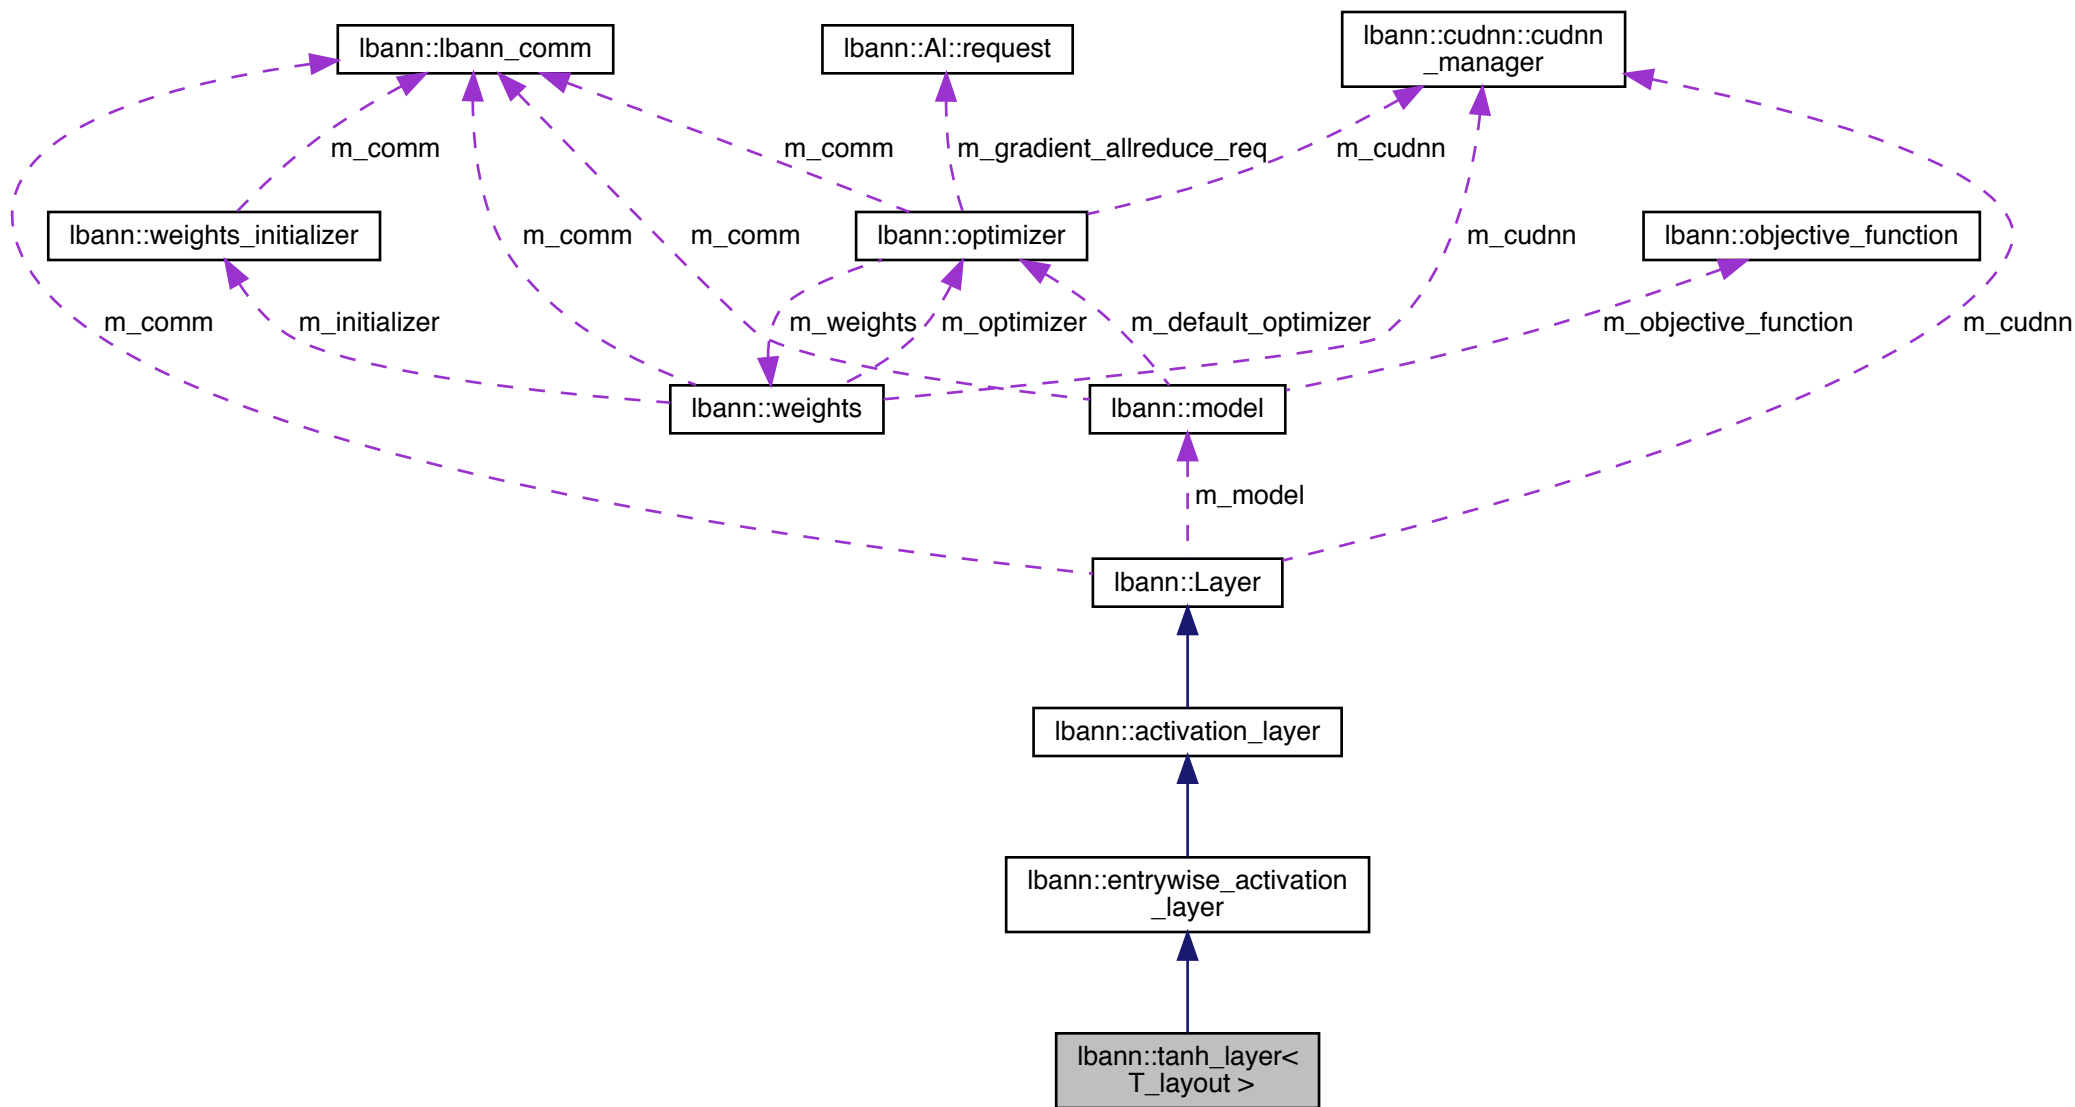 lbann::lbann_comm
lbann::Al::request
lbann::cudnn::cudnn
_manager
m_comm
m_comm
m_gradient_allreduce_req
m_cudnn
lbann::weights_initializer
m_comm
m_comm
lbann::optimizer
m_cudnn
lbann::objective_function
m_comm
m_initializer
m_weights
m_optimizer
m_default_optimizer
m_objective_function
m_cudnn
lbann::weights
lbann::model
m_model
lbann::Layer
lbann::activation_layer
lbann::entrywise_activation
_layer
lbann::tanh_layer<
T_layout >